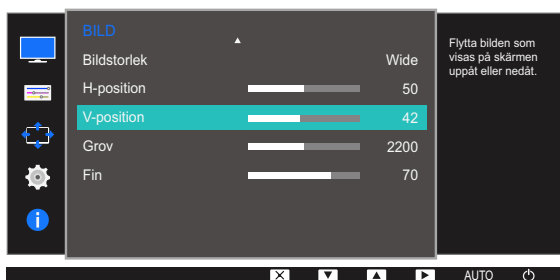 BILD
Bildstorlek Wide
H-position 50
V-position 42
Grov 2200
Fin 70
Flytta bilden som
visas på skärmen
uppåt eller nedåt.
AUTO